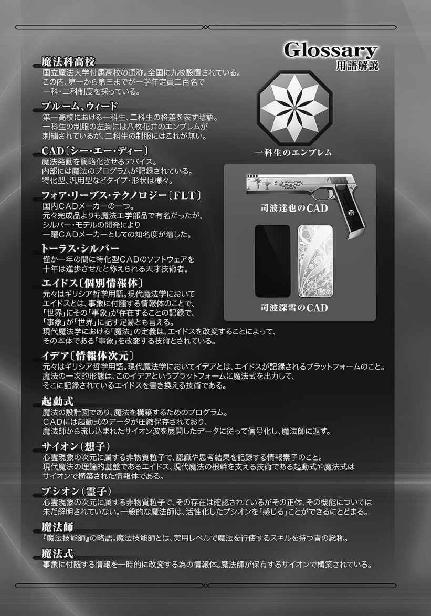 Glossary
用語解説
魔法科高校
国立魔法大学付属高校の通称。全国に九校設置されている。
この内、第一から第三までが一学年定員二百名で
一科・二科制度を採っている。
ブルーム、ウィード
第一高校における一科生、二科生の格差を表す隠語。
一科生の制服の左胸には八枚花弁のエンブレムが
刺繍されているが、二科生の制服にはこれが無い。
CAD〔シー・エー・ディー〕
魔法発動を簡略化させるデバイス。
内部には魔法のプログラムが記録されている。
特化型、汎用型などタイプ・形状は様々。
フォア・リーブス・テクノロジー〔FLT〕
国内CADメーカーの一つ。
元々完成品よりも魔法工学部品で有名だったが、
シルバー・モデルの開発により
一躍CADメーカーとしての知名度が増した。
トーラス・シルバー
僅か一年の間に特化型CADのソフトウェアを
十年は進歩させたと称えられる天才技術者。
エイドス〔個別情報体〕
元々はギリシア哲学用語。現代魔法学において
エイドスとは、事象に付随する情報体のことで、
「世界」にその「事象」が存在することの記録で、
「事象」が「世界」に記す足跡とも言える。
現代魔法学における「魔法」の定義は、エイドスを改変することによって、
その本体である「事象」を改変する技術とされている。
イデア〔情報体次元〕
元々はギリシア哲学用語。現代魔法学においてイデアとは、エイドスが記録されるプラットフォームのこと。
魔法の一次的形態は、このイデアというプラットフォームに魔法式を出力して、
そこに記録されているエイドスを書き換える技術である。
起動式
魔法の設計図であり、魔法を構築するためのプログラム。
CADには起動式のデータが圧縮保存されており、
魔法師から流し込まれたサイオン波を展開したデータに従って信号化し、魔法師に返す。
サイオン(想子)
心霊現象の次元に属する非物質粒子で、認識や思考結果を記録する情報素子のこと。
現代魔法の理論的基盤であるエイドス、現代魔法の根幹を支える技術である起動式や魔法式は
サイオンで構築された情報体である。
プシオン(霊子)
心霊現象の次元に属する非物質粒子で、その存在は確認されているがその正体、その機能については
未だ解明されていない。一般的な魔法師は、活性化したプシオンを「感じる」ことができるにとどまる。
魔法師
『魔法技能師』の略語。魔法技能師とは、実用レベルで魔法を行使するスキルを持つ者の総称。
魔法式
事象に付随する情報を一時的に改変する為の情報体。魔法師が保有するサイオンで構築されている。
一科生のエンブレム
司波達也のCAD
司波深雪のCAD